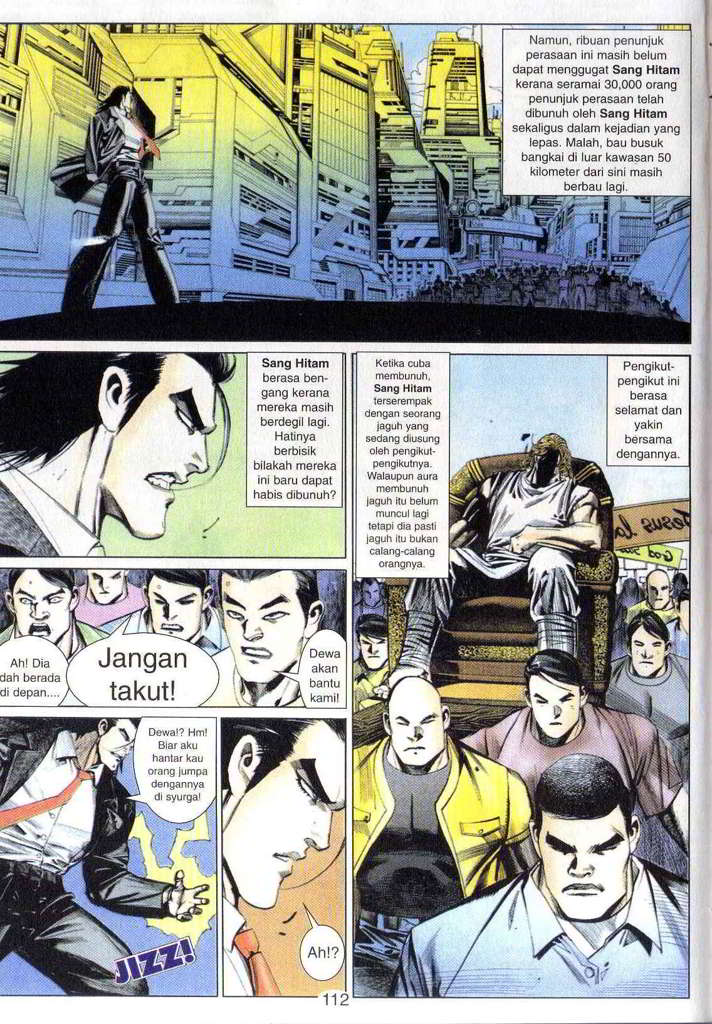 Namun, ribuan penunjuk
perasaan ini masih belum
dapat menggugat Sang Hitam
kerana seramai 30,000 orang
penunjuk perasaan telah
dibunuh oleh Sang Hitam
sekaligus dalam kejadian yang
lepas. Malah, bau busuk
bangkai di luar kawasan 50
kilometer dari sini masih
berbau lagi.
Sang Hitam
berasa ben-
gang kerana
mereka masih
berdegil lagi.
Hatinya
berbisik
bilakah mereka
ini baru dapat
habis dibunuh?
Ketika cuba
membunuh,
Sang Hitam
terserempak
dengan seorang
jaguh yang
sedang diusung
oleh pengikut-
pengikutnya.
Walaupun aura
membunuh
jaguh itu belum
muncul lagi
tetapi dia pasti
jaguh itu bukan
calang-calang
orangnya.
Pengikut-
pengikut ini
berasa
selamat dan
yakin
bersama
dengannya.
Ah! Dia
dah berada
di depan....
Jangan
takut!
Dewa
akan
bantu
kami!
Dewa!? Hm!
Biar aku
hantar kau
orang jumpa
dengannya
di syurga!
JIZZ!
Ah!?
112